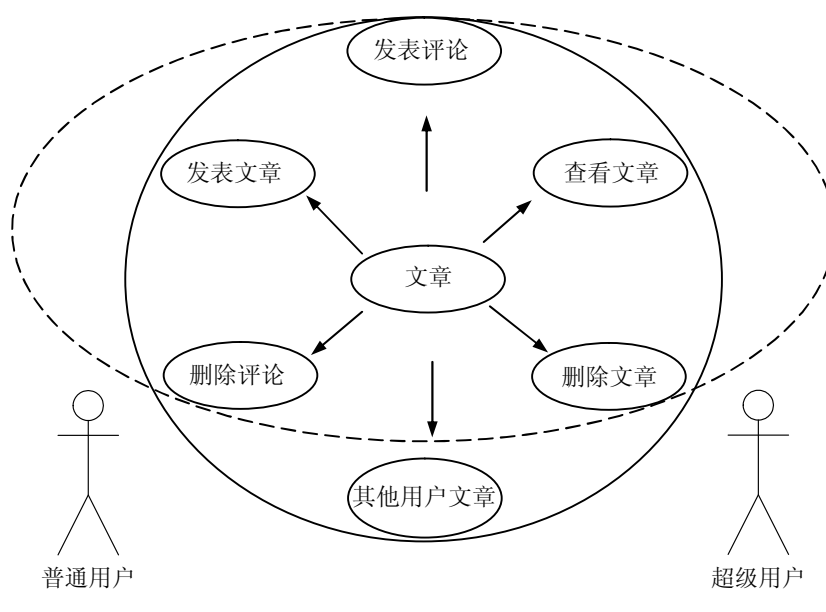 发表评论
发表文章
查看文章
文章
删除评论
删除文章
其他用户文章
普通用户
超级用户